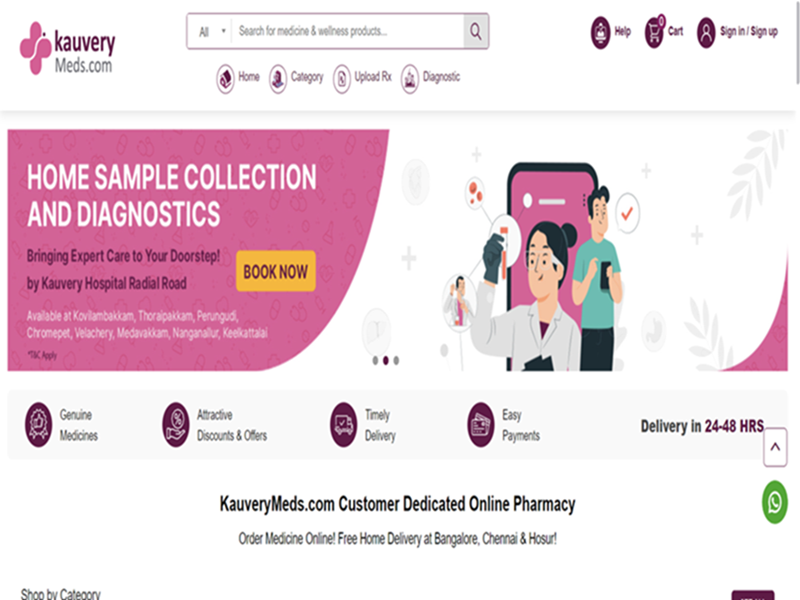 kauvery
Meds.com
All
Search for medicine & wellness products...
Help
0
Cart
Sign in / Sign up
Home
Category
Upload Rx
Diagnostic
HOME SAMPLE COLLECTION
AND DIAGNOSTICS
Bringing Expert Care to Your Doorstep!
by Kauvery Hospital Radial Road
BOOK NOW
Available at Kovilambakkam, Thoraipakkam, Perungudi,
Chromepet, Velachery, Medavakkam, Nanganallur, Keelkattalai
*T&C Apply
Genuine
Medicines
Attractive
Discounts & Offers
Timely
Delivery
Easy
Payments
Delivery in 24-48 HRS
KauveryMeds.com Customer Dedicated Online Pharmacy
Order Medicine Online! Free Home Delivery at Bangalore, Chennai & Hosur!
Shop by Category